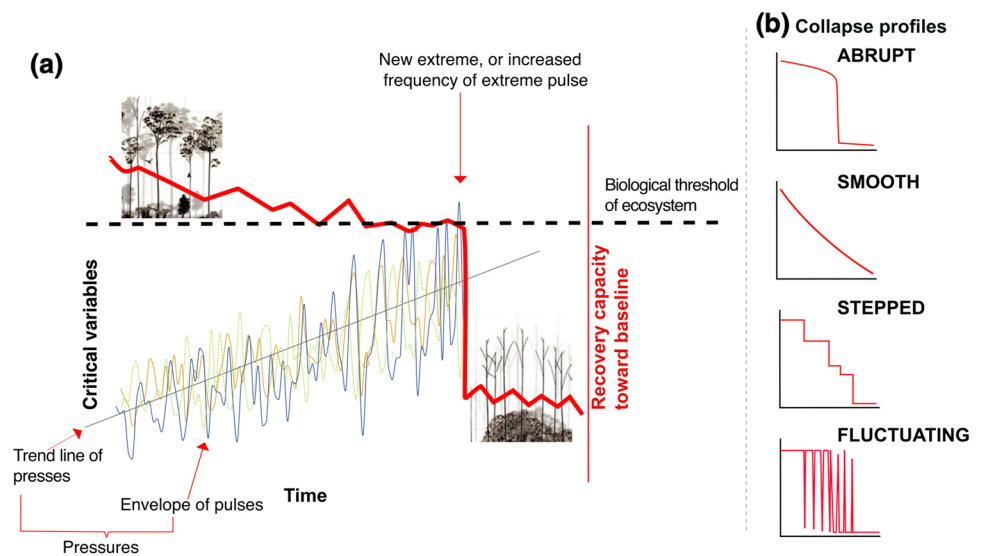 (a)
New extreme, or increased
frequency of extreme pulse
Biological threshold
of ecosystem
Critical variables
Recovery capacity
toward baseline
Trend line of
presses
Envelope of pulses
Time
Pressures
(b) Collapse profiles
ABRUPT
SMOOTH
STEPPED
FLUCTUATING